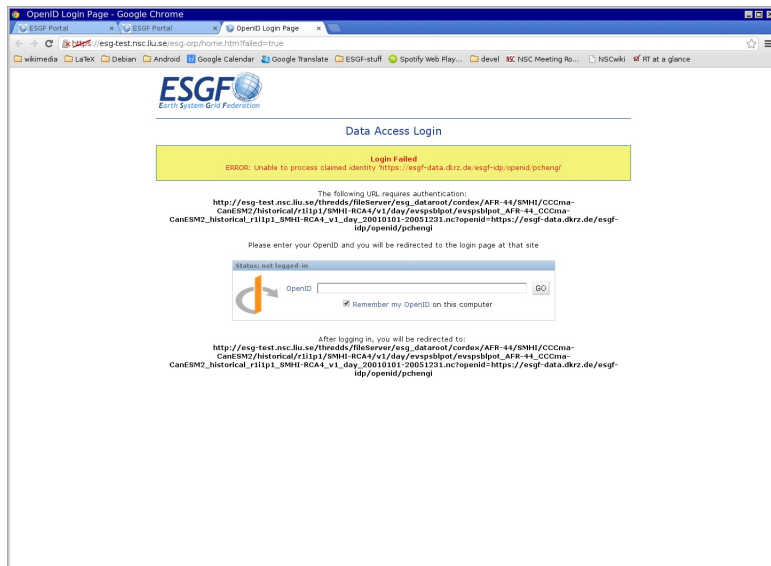 OpenID Login Page - Google Chrome
ESGF Portal × ESGF Portal × OpenID Login Page ×
https://esg-test.nsc.liu.se/esg-orp/home.htm?failed=true
wikimedia LaTeX Debian Android Google Calendar Google Translate ESGF-stuff Spotify Web Play... devel NSC NSC Meeting Ro... NSCwiki RT at a glance
ESGF
Earth System Grid Federation
Data Access Login
Login Failed
ERROR: Unable to process claimed identity 'https://esgf-data.dkrz.de/esgf-idp/openid/pchengi'
The following URL requires authentication:
http://esg-test.nsc.liu.se/thredds/fileServer/esg_dataroot/cordex/AFR-44/SMHI/CCCma-
CanESM2/historical/r1i1p1/SMHI-RCA4/v1/day/evspsblpot/evspsblpot_AFR-44_CCCma-
CanESM2_historical_r1i1p1_SMHI-RCA4_v1_day_20010101-20051231.nc?openid=https://esgf-data.dkrz.de/esgf-
idp/openid/pchengi
Please enter your OpenID and you will be redirected to the login page at that site
Status: not logged-in
OpenID GO
Remember my OpenID on this computer
After logging in, you will be redirected to:
http://esg-test.nsc.liu.se/thredds/fileServer/esg_dataroot/cordex/AFR-44/SMHI/CCCma-
CanESM2/historical/r1i1p1/SMHI-RCA4/v1/day/evspsblpot/evspsblpot_AFR-44_CCCma-
CanESM2_historical_r1i1p1_SMHI-RCA4_v1_day_20010101-20051231.nc?openid=https://esgf-data.dkrz.de/esgf-
idp/openid/pchengi